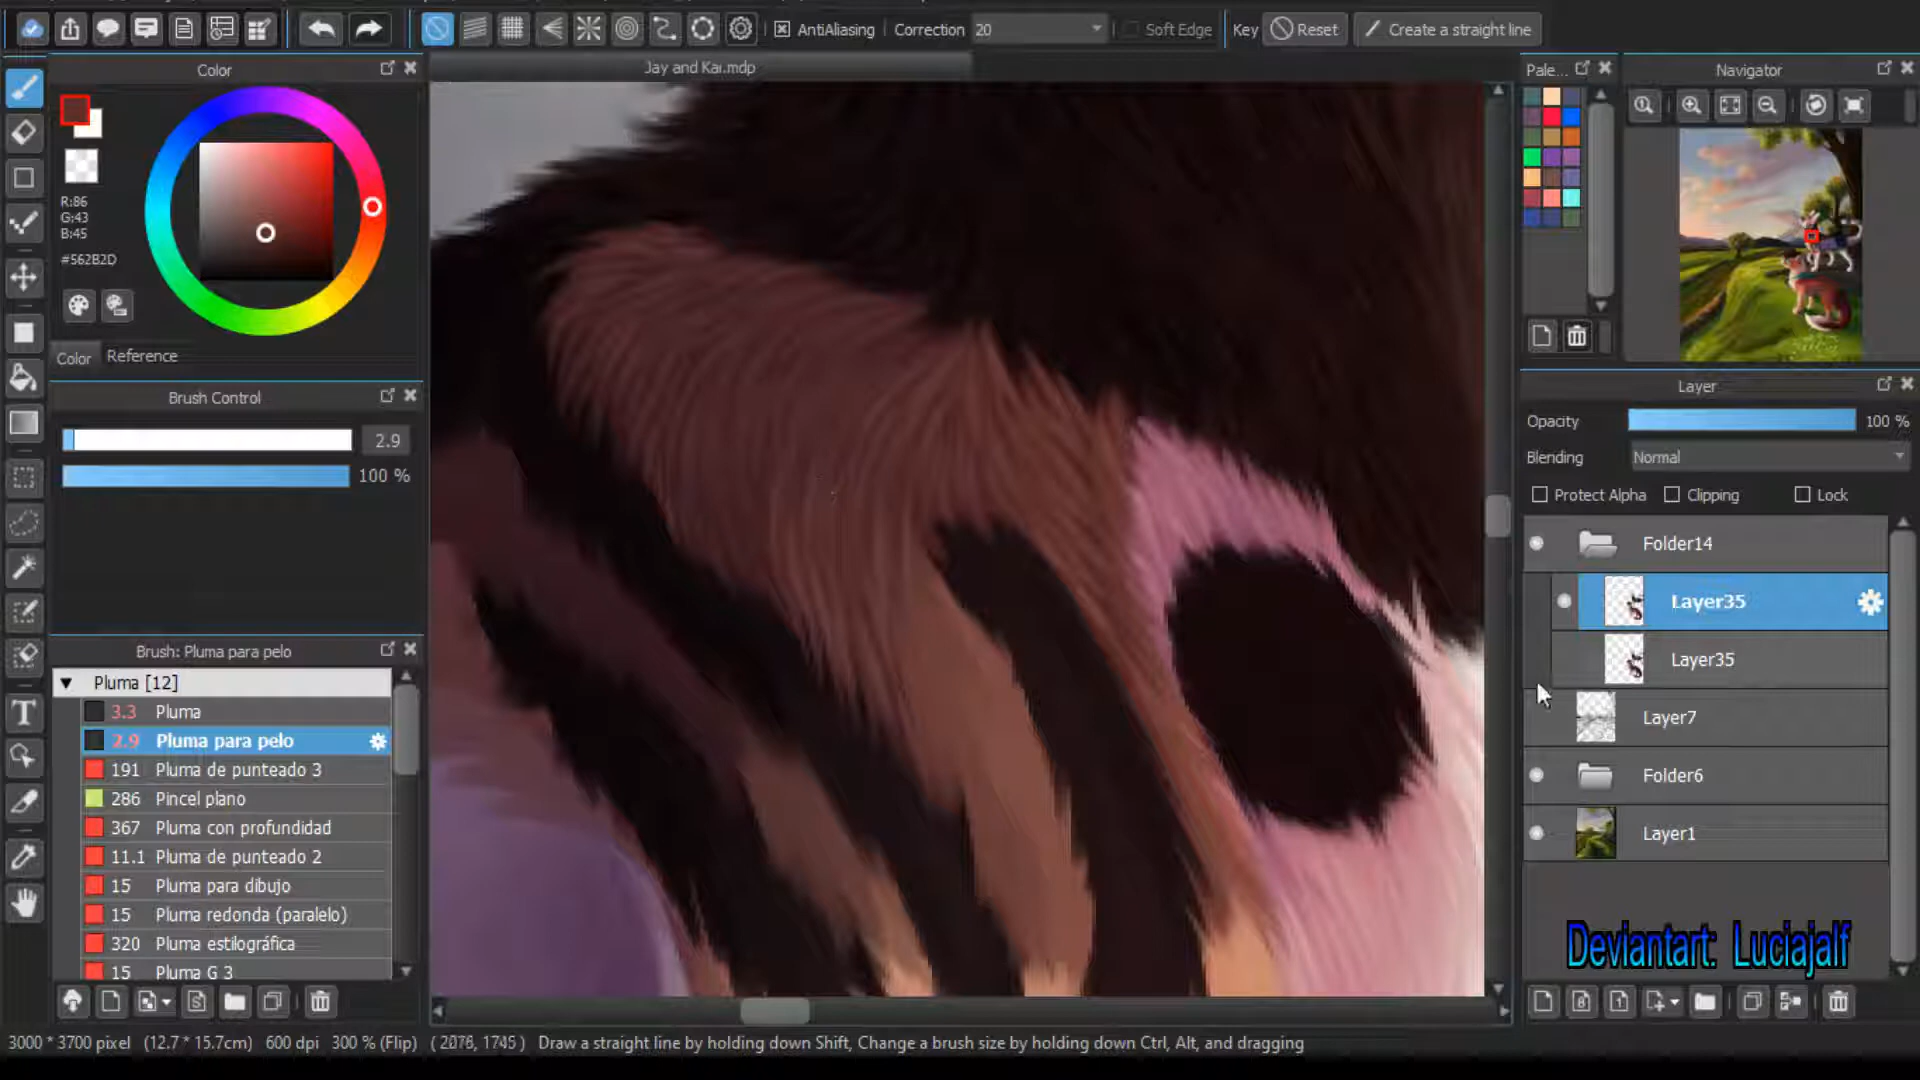 AntiAliasing
Correction
20
Soft Edge
Key
Reset
Create a straight line
Color
Jay and Kai.mdp
Pale...
Navigator
R:86
G:43
B:45
#562B2D
Color
Reference
Brush Control
2.9
100 %
Brush: Pluma para pelo
Pluma [12]
3.3 Pluma
2.9 Pluma para pelo
191 Pluma de punteado 3
286 Pincel plano
367 Pluma con profundidad
11.1 Pluma de punteado 2
15 Pluma para dibujo
15 Pluma redonda (paralelo)
320 Pluma estilográfica
15 Pluma G 3
Layer
Opacity
100 %
Blending
Normal
Protect Alpha
Clipping
Lock
Folder14
Layer35
Layer35
Layer7
Folder6
Layer1
Deviantart: Luciajalf
3000 * 3700 pixel (12.7 * 15.7cm) 600 dpi 300 % (Flip) ( 2076, 1745 ) Draw a straight line by holding down Shift, Change a brush size by holding down Ctrl, Alt, and dragging